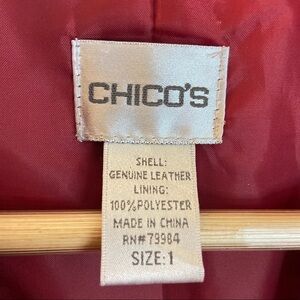 CHICO'S
SHELL:
GENUINE LEATHER
LINING:
100% POLYESTER
MADE IN CHINA
RN#79984
SIZE: 1